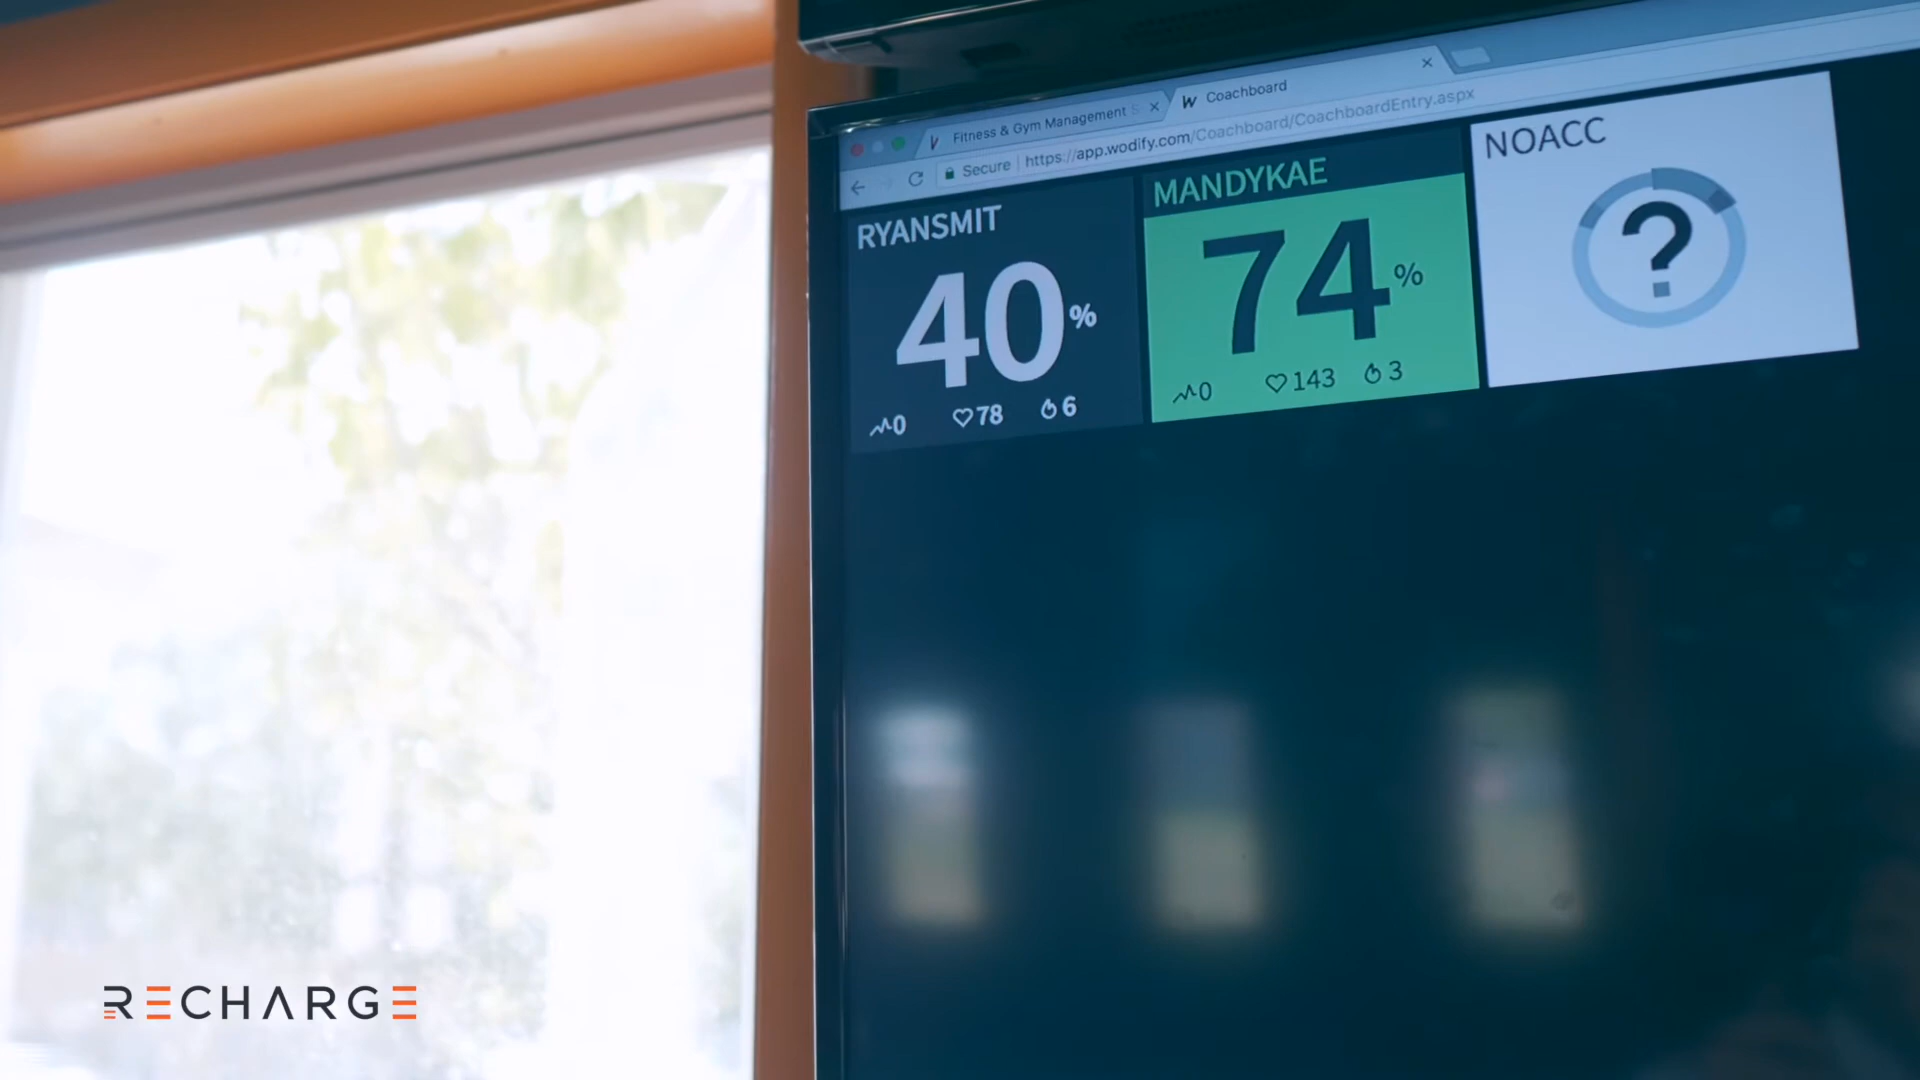 Fitness & Gym Management S
Coachboard
Secure
https://app.wodify.com/Coachboard/CoachboardEntry.aspx
RYANSMIT
40%
0 78 6
MANDYKAE
74%
0 143 3
NOACC
?
RECHARGE